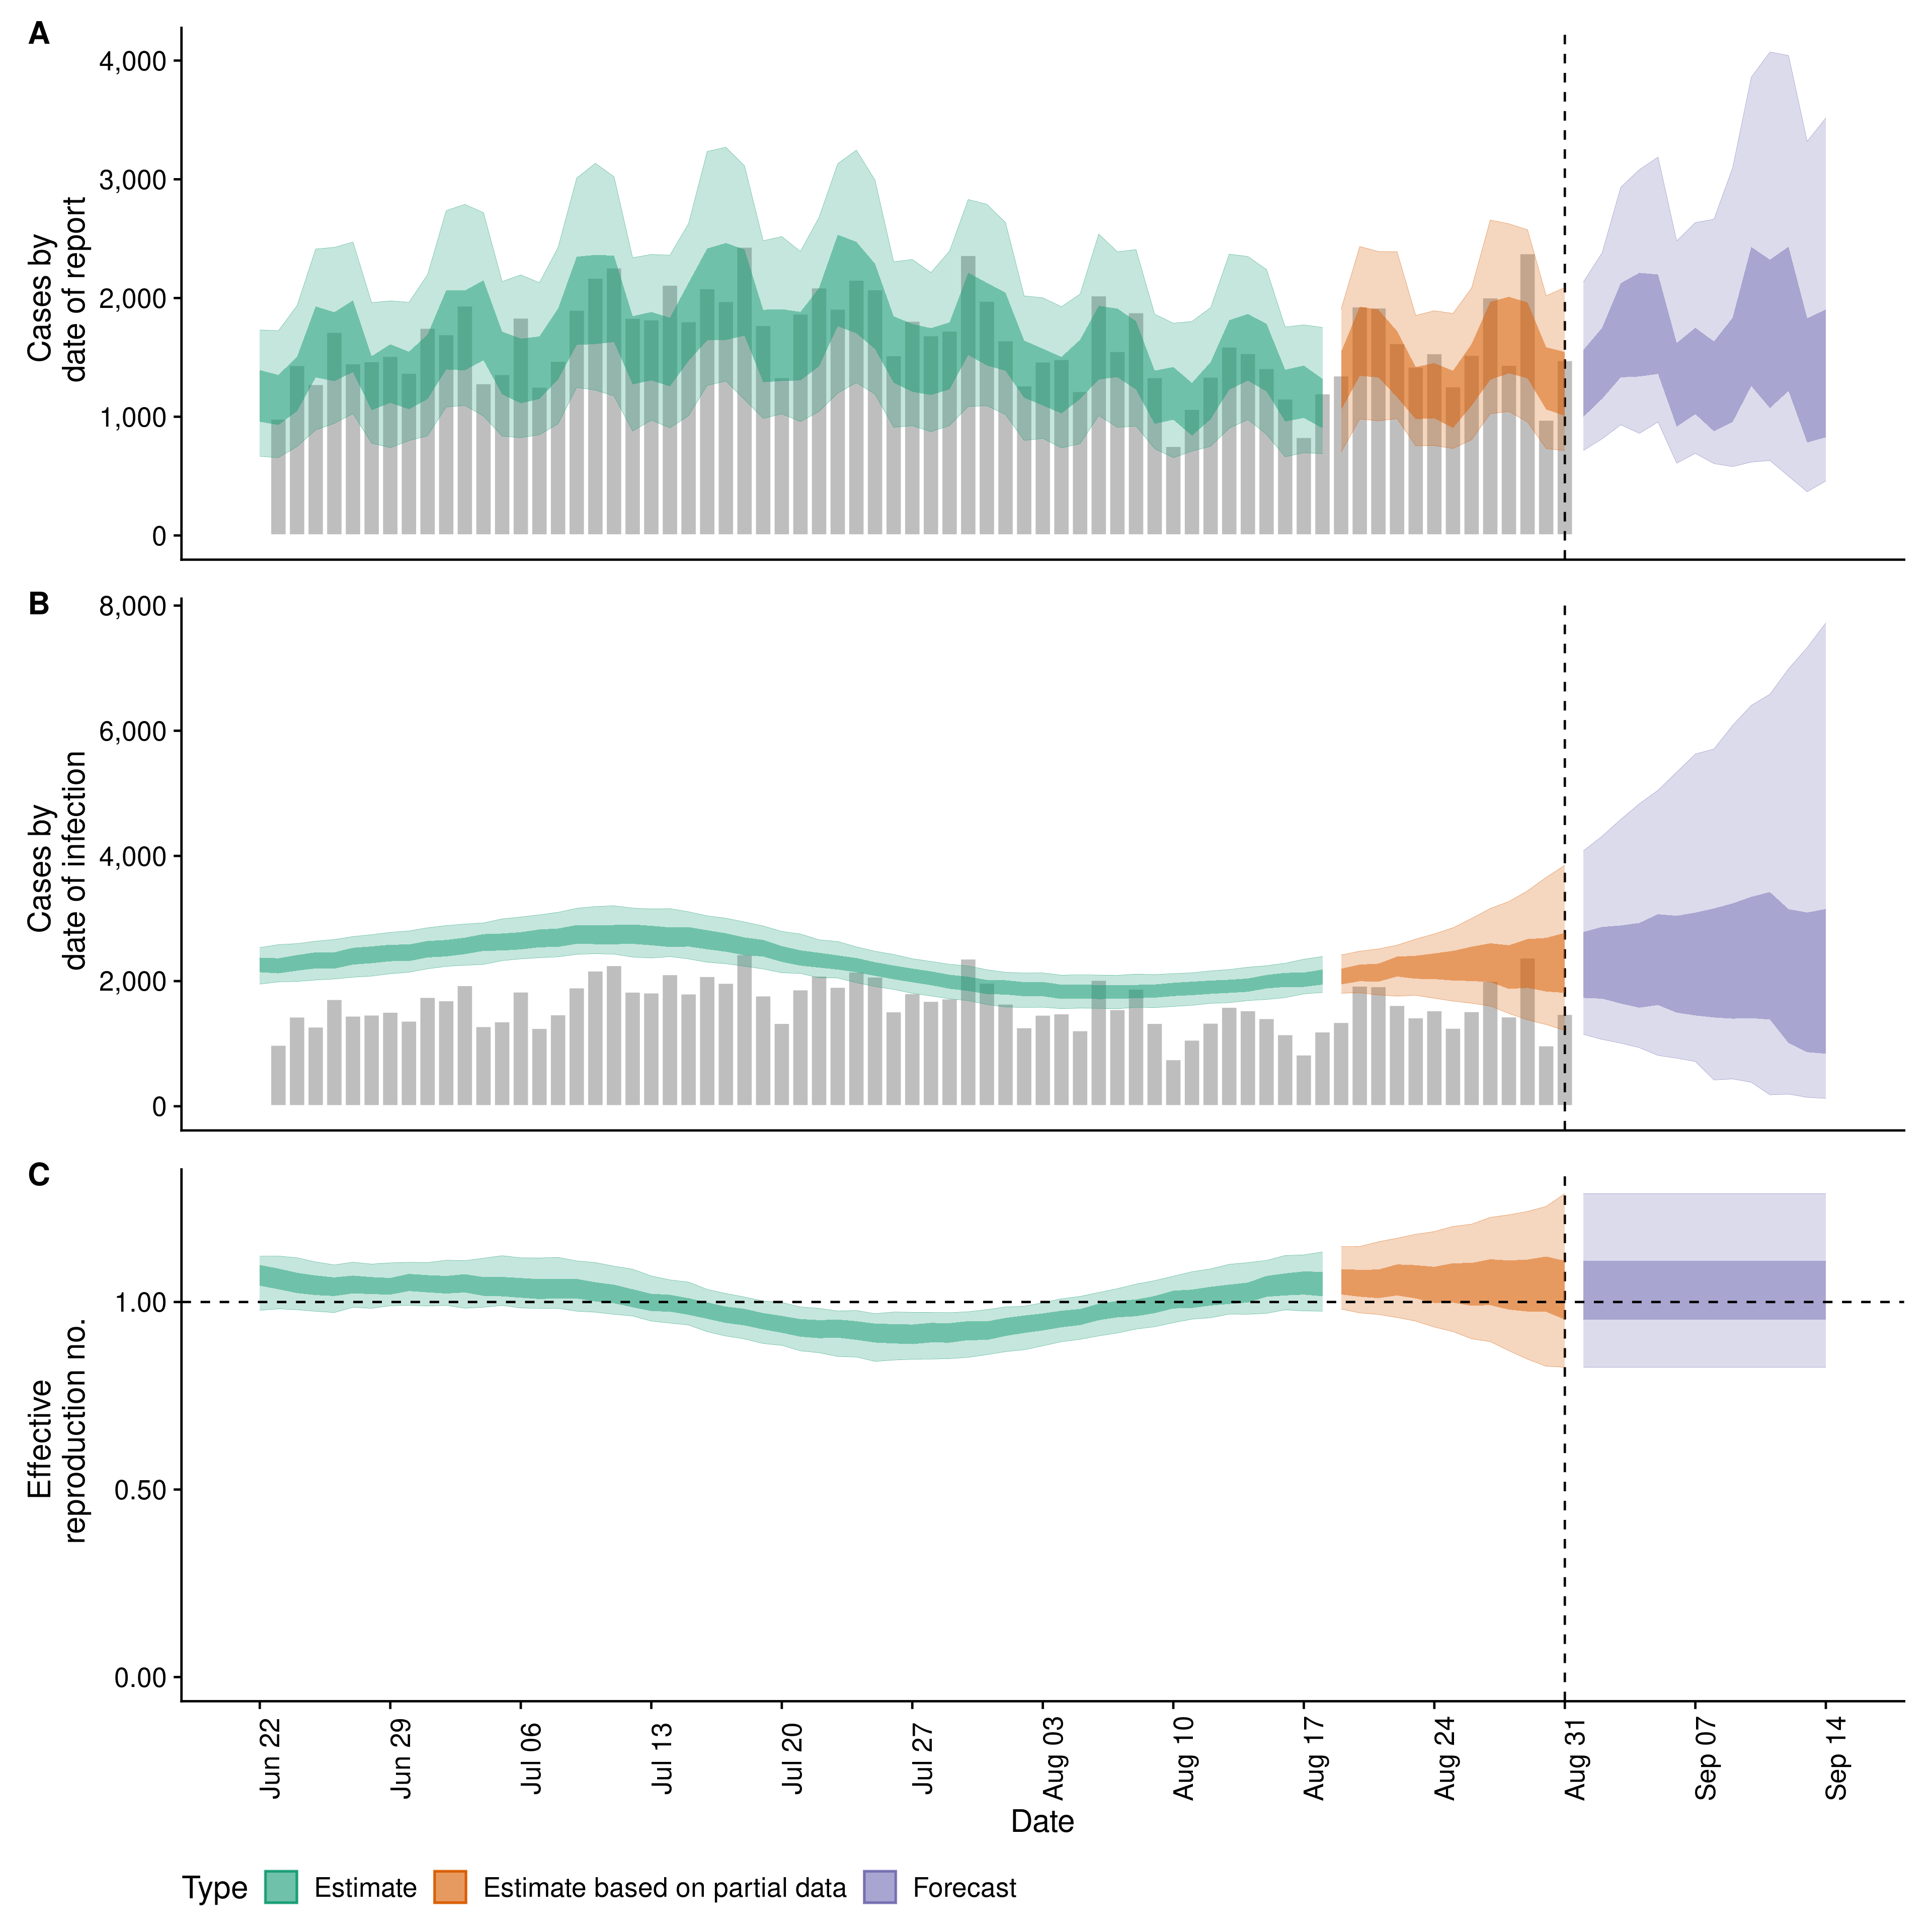 A
4,000
3,000
2,000
1,000
0
Cases by
date of report
B
8,000
6,000
4,000
2,000
0
Cases by
date of infection
C
1.00
0.50
0.00
Effective
reproduction no.
Jun 22
Jun 29
Jul 06
Jul 13
Jul 20
Jul 27
Aug 03
Aug 10
Aug 17
Aug 24
Aug 31
Sep 07
Sep 14
Date
Type Estimate Estimate based on partial data Forecast